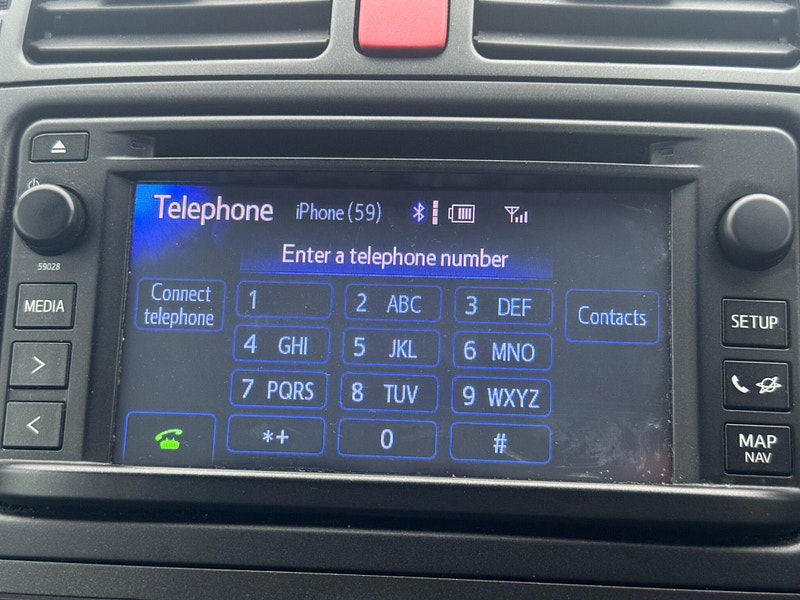 Telephone iPhone (59)
Enter a telephone number
Connect
telephone
1
2 ABC
3 DEF
Contacts
4 GHI
5 JKL
6 MNO
7 PQRS
8 TUV
9 WXYZ
*+
0
#
59028
MEDIA
>
<
SETUP
MAP
NAV